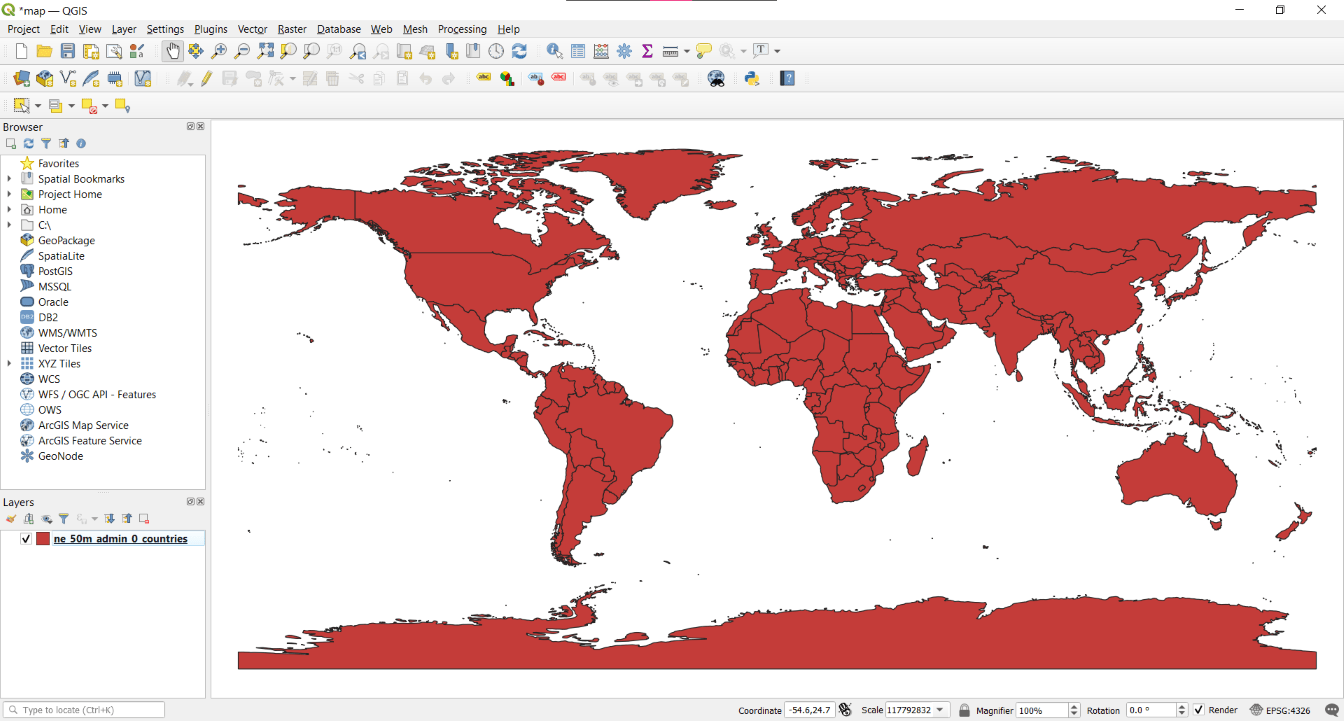 *map — QGIS
Project Edit View Layer Settings Plugins Vector Raster Database Web Mesh Processing Help
Browser
Favorites
Spatial Bookmarks
Project Home
Home
C:\
GeoPackage
SpatiaLite
PostGIS
MSSQL
Oracle
DB2
WMS/WMTS
Vector Tiles
XYZ Tiles
WCS
WFS / OGC API - Features
OWS
ArcGIS Map Service
ArcGIS Feature Service
GeoNode
Layers
ne_50m_admin_0_countries
Type to locate (Ctrl+K) Coordinate -54.6,24.7 Scale 117792832 Magnifier 100% Rotation 0.0 ° Render EPSG:4326